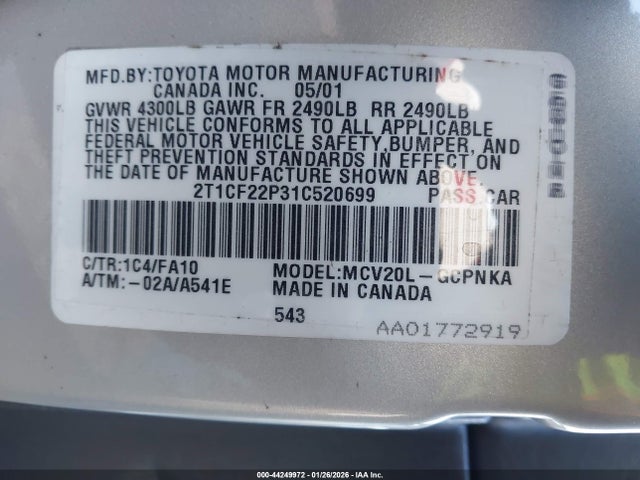 MFD.BY:TOYOTA MOTOR MANUFACTURING
CANADA INC. 05/01
GVWR 4300LB GAWR FR 2490LB RR 2490LB
THIS VEHICLE CONFORMS TO ALL APPLICABLE
FEDERAL MOTOR VEHICLE SAFETY,BUMPER, AND
THEFT PREVENTION STANDARDS IN EFFECT ON
THE DATE OF MANUFACTURE SHOWN ABOVE.
2T1CF22P31C520699 PASS.CAR
C/TR:1C4/FA10 MODEL:MCV20L-GCPNKA
A/TM:-02A/A541E MADE IN CANADA
543
AA01772919
000-44249972 - 01/26/2026 - IAA Inc.